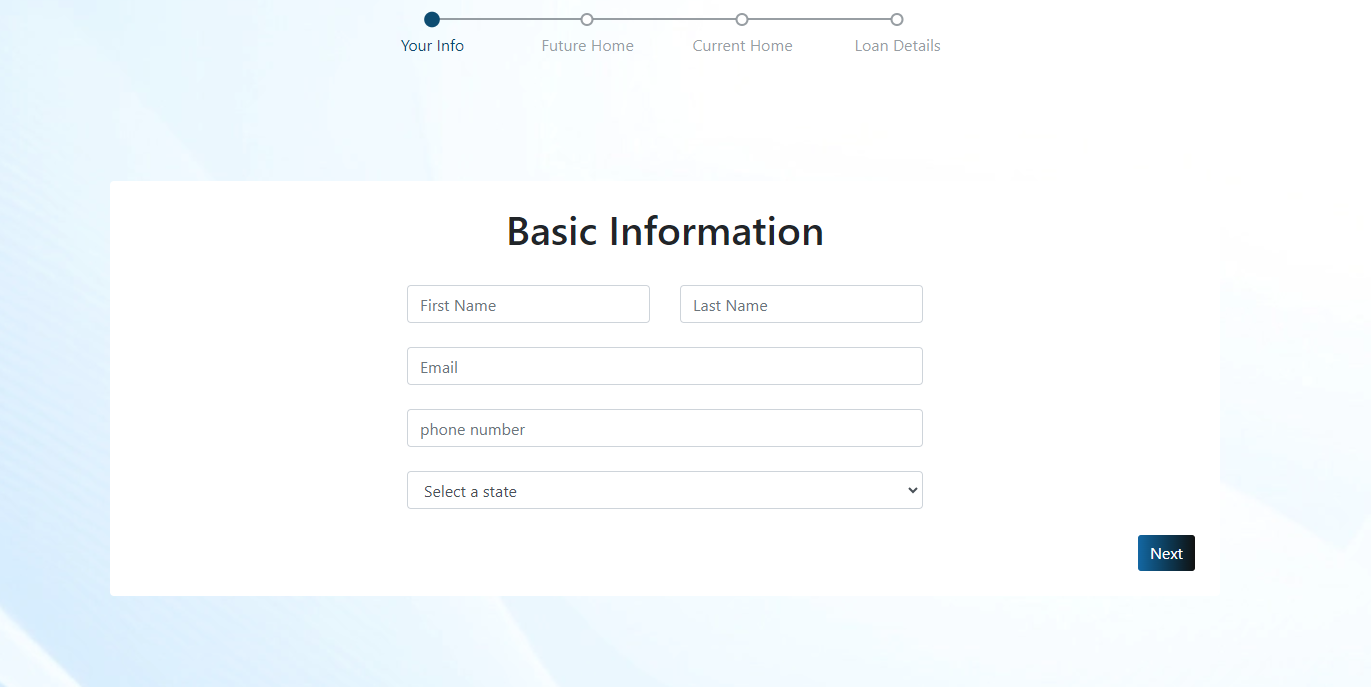 Your Info Future Home Current Home Loan Details
Basic Information
First Name Last Name
Email
phone number
Select a state
Next